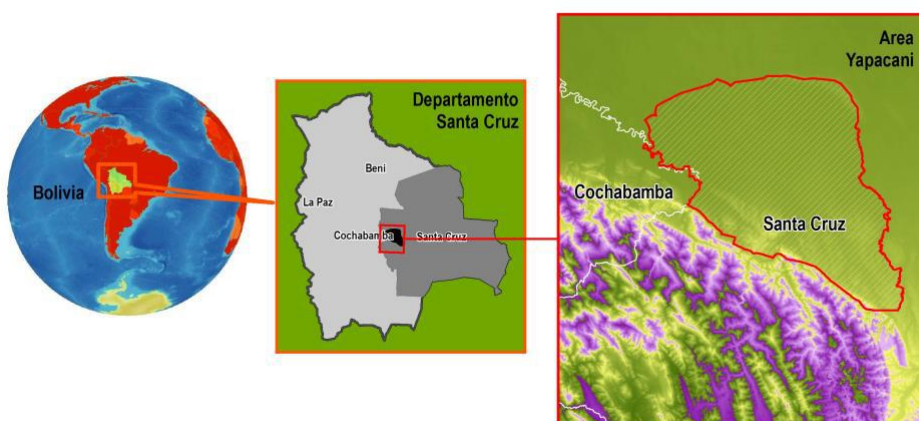 Bolivia
Departamento
Santa Cruz
Beni
La Paz
Cochabamba
Santa Cruz
Area
Yapacani
Cochabamba
Santa Cruz